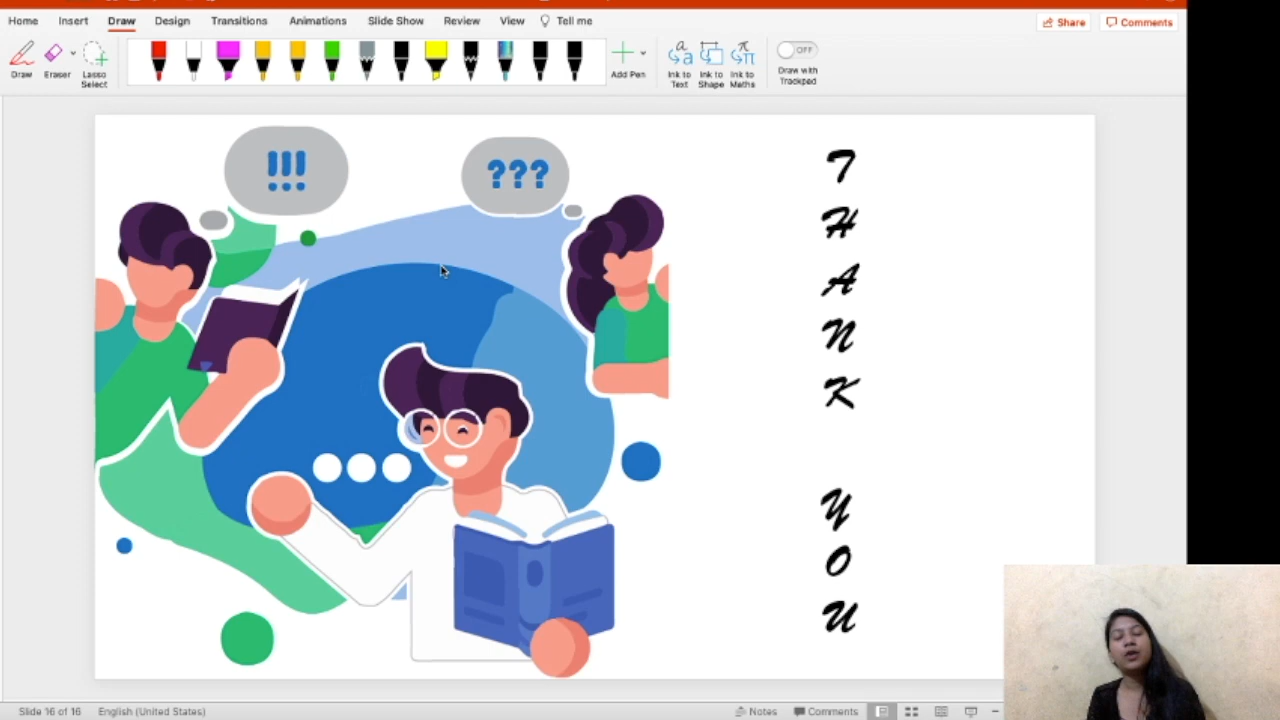 Home Insert Draw Design Transitions Animations Slide Show Review View Tell me Share Comments
Draw Eraser Lasso Select Add Pen Ink to Text Ink to Shape Ink to Maths OFF Draw with Trackpad
!!!
???
T
H
A
N
K
Y
O
U
Slide 16 of 16 English (United States) Notes Comments